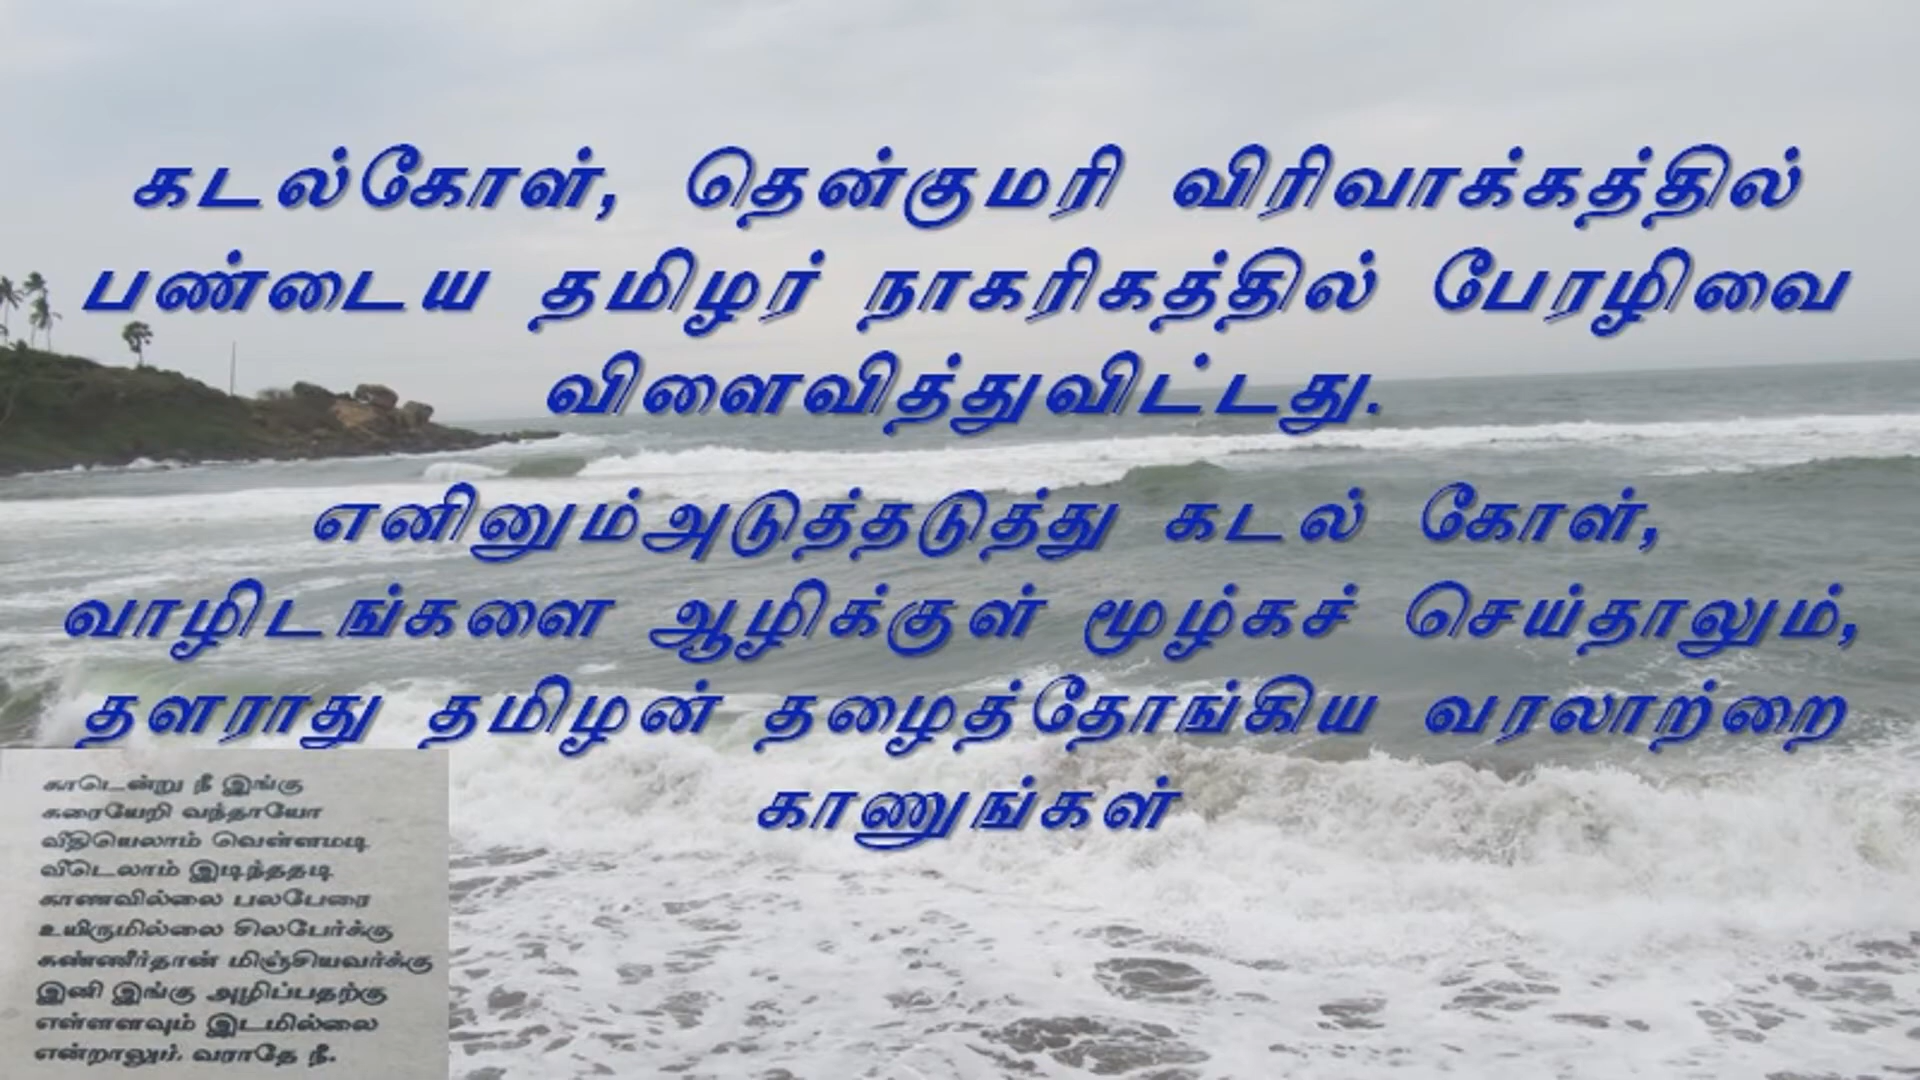 கடல்கோள், தென்குமரி விரிவாக்கத்தில்
பண்டைய தமிழர் நாகரிகத்தில் பேரழிவை
விளைவித்துவிட்டது.
எனினும்அடுத்தடுத்து கடல் கோள்,
வாழிடங்களை ஆழிக்குள் மூழ்கச் செய்தாலும்,
தளராது தமிழன் தழைத்தோங்கிய வரலாற்றை
காணுங்கள்
காடென்று நீ இங்கு
கரையேறி வந்தாயோ
வீதியெலாம் வெள்ளமடி
வீடெலாம் இடிந்ததடி
காணவில்லை பலபேரை
உயிருமில்லை சிலபேர்க்கு
கண்ணீர்தான் மிஞ்சியவர்க்கு
இனி இங்கு அழிப்பதற்கு
எள்ளளவும் இடமில்லை
என்றாலும். வராதே நீ.